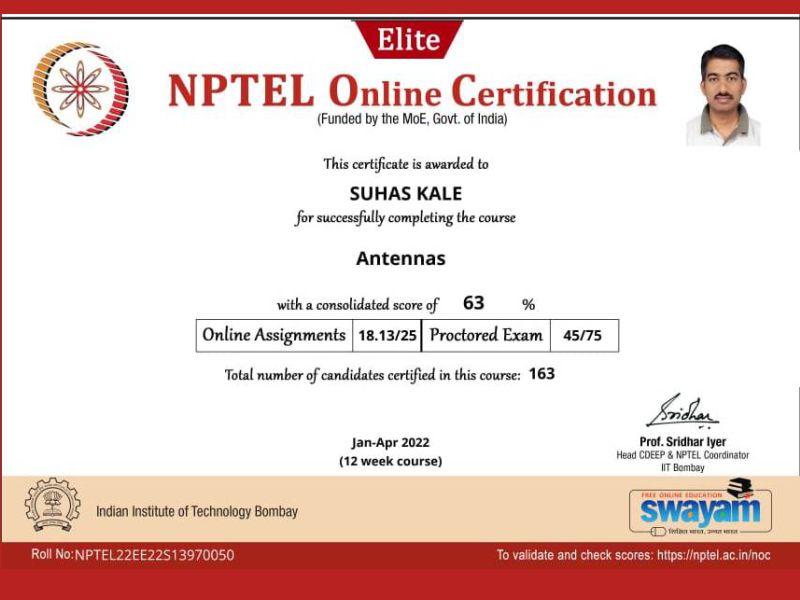 Elite
NPTEL Online Certification
(Funded by the MoE, Govt. of India)
This certificate is awarded to
SUHAS KALE
for successfully completing the course
Antennas
with a consolidated score of 63 %
Online Assignments 18.13/25 Proctored Exam 45/75
Total number of candidates certified in this course: 163
Sridhar
Jan-Apr 2022
(12 week course)
Prof. Sridhar Iyer
Head CDEEP & NPTEL Coordinator
IIT Bombay
Indian Institute of Technology Bombay
FREE ONLINE EDUCATION
swayam
शिक्षित भारत, उन्नत भारत
Roll No: NPTEL22EE22S13970050
To validate and check scores: https://nptel.ac.in/noc